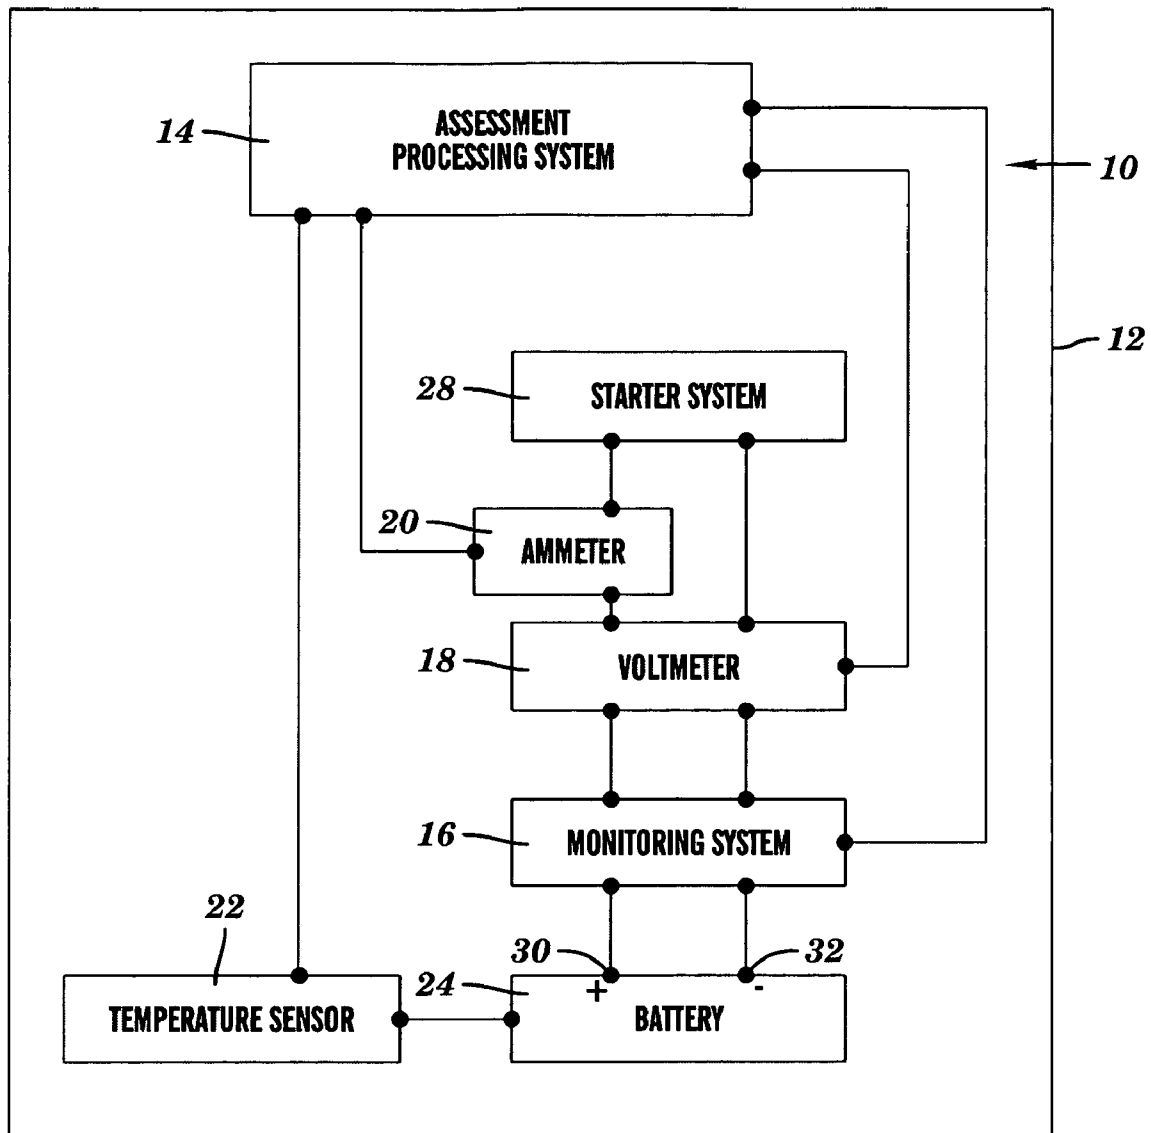 14
ASSESSMENT
PROCESSING SYSTEM
10
12
28
STARTER SYSTEM
20
AMMETER
18
VOLTMETER
16
MONITORING SYSTEM
22
30
32
24
+
-
TEMPERATURE SENSOR
BATTERY